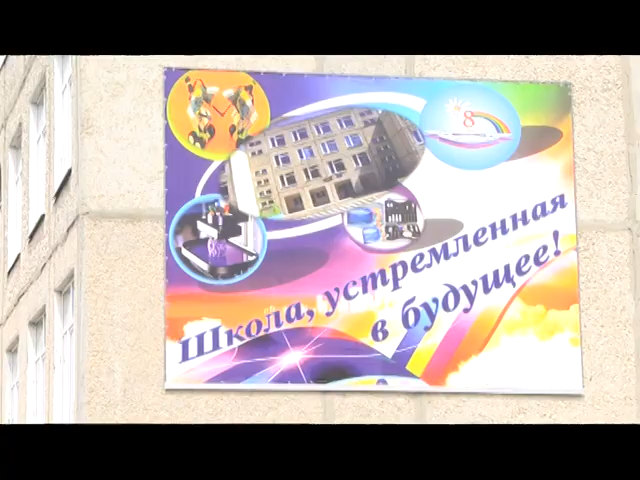 8
Школа, устремленная
в будущее!